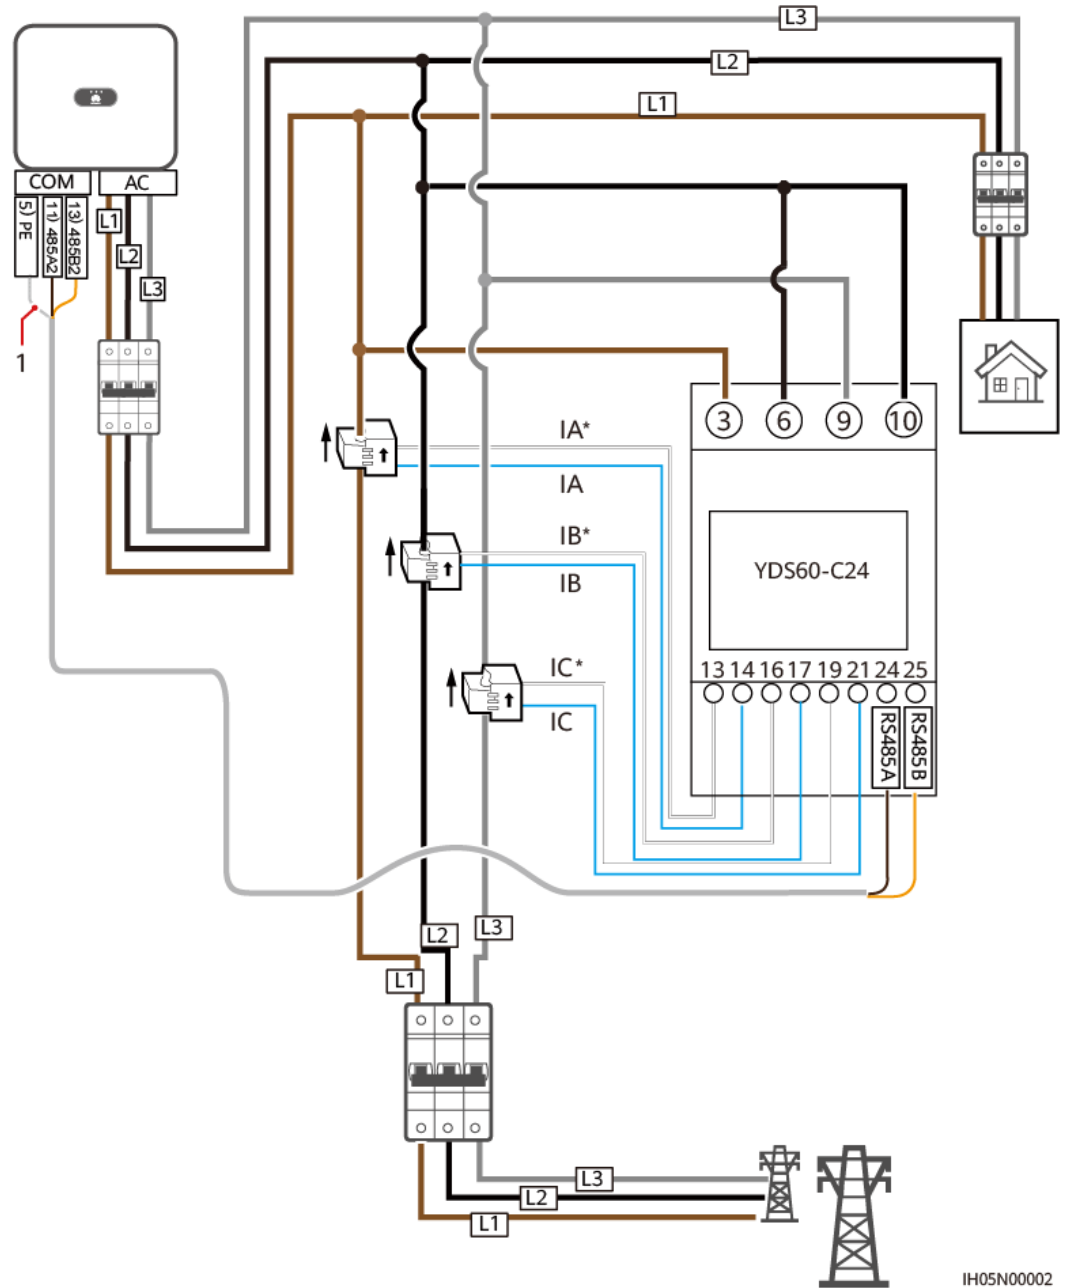 L3
L2
L1
COM
AC
5) PE
11) 485A2
13) 485B2
L1
L2
L3
1
3
6
9
10
IA*
IA
IB*
IB
YDS60-C24
IC*
IC
13 14 16 17 19 21 24 25
RS485A
RS485B
L2
L3
L1
L3
L2
L1
IH05N00002